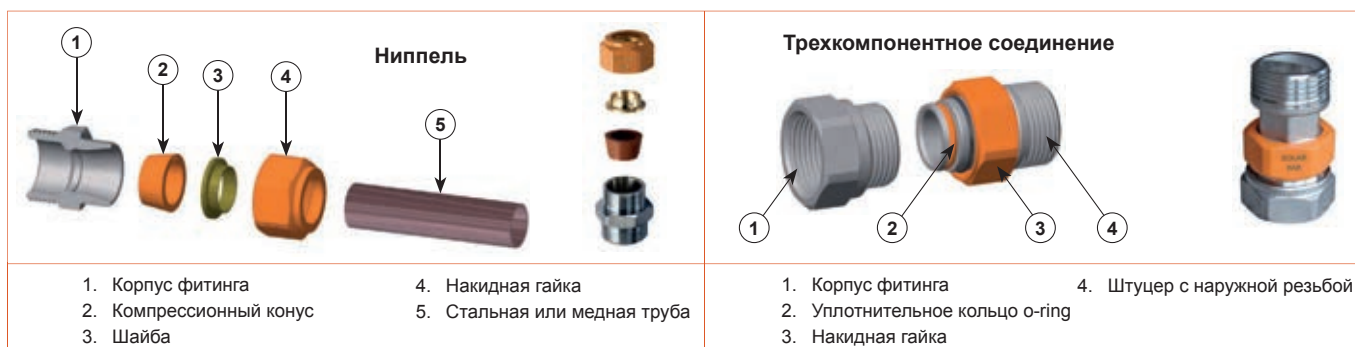 Ниппель
1
2
3
4
5
1. Корпус фитинга
2. Компрессионный конус
3. Шайба
4. Накидная гайка
5. Стальная или медная труба
Трехкомпонентное соединение
1
2
3
4
SOLAR
1. Корпус фитинга
2. Уплотнительное кольцо o-ring
3. Накидная гайка
4. Штуцер с наружной резьбой